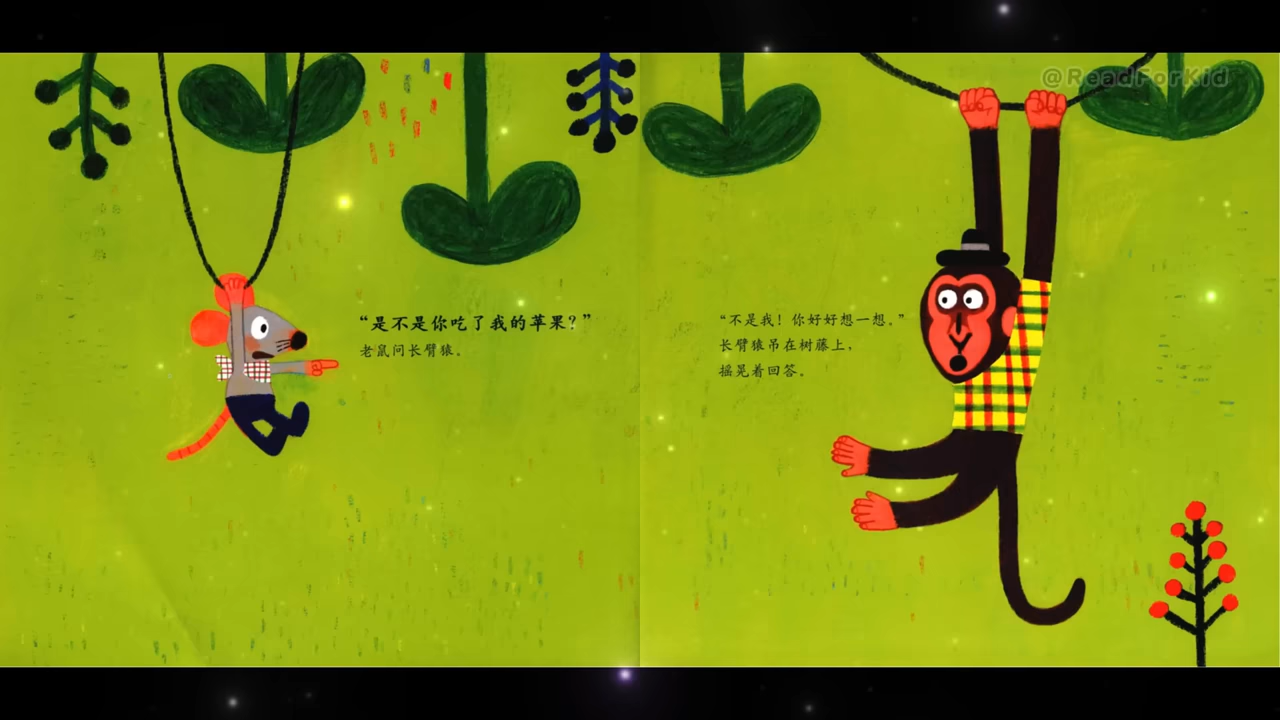 “是不是你吃了我的苹果？”
老鼠问长臂猿。
“不是我！你好好想一想。”
长臂猿吊在树藤上，
摇晃着回答。
@ReadForKid